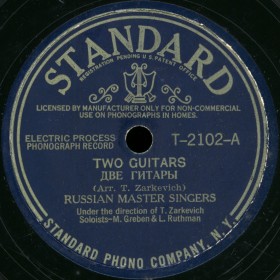 STANDARD
REGISTRATION PENDING U.S. PATENT OFFICE
LICENSED BY MANUFACTURER ONLY FOR NON-COMMERCIAL
USE ON PHONOGRAPHS IN HOMES.
ELECTRIC PROCESS
PHONOGRAPH RECORD
T-2102-A
TWO GUITARS
ДВЕ ГИТАРЫ
(Arr. T. Zarkevich)
RUSSIAN MASTER SINGERS
Under the direction of T. Zarkevich
Soloists-M. Greben & L. Ruthman
STANDARD PHONO COMPANY, N.Y.